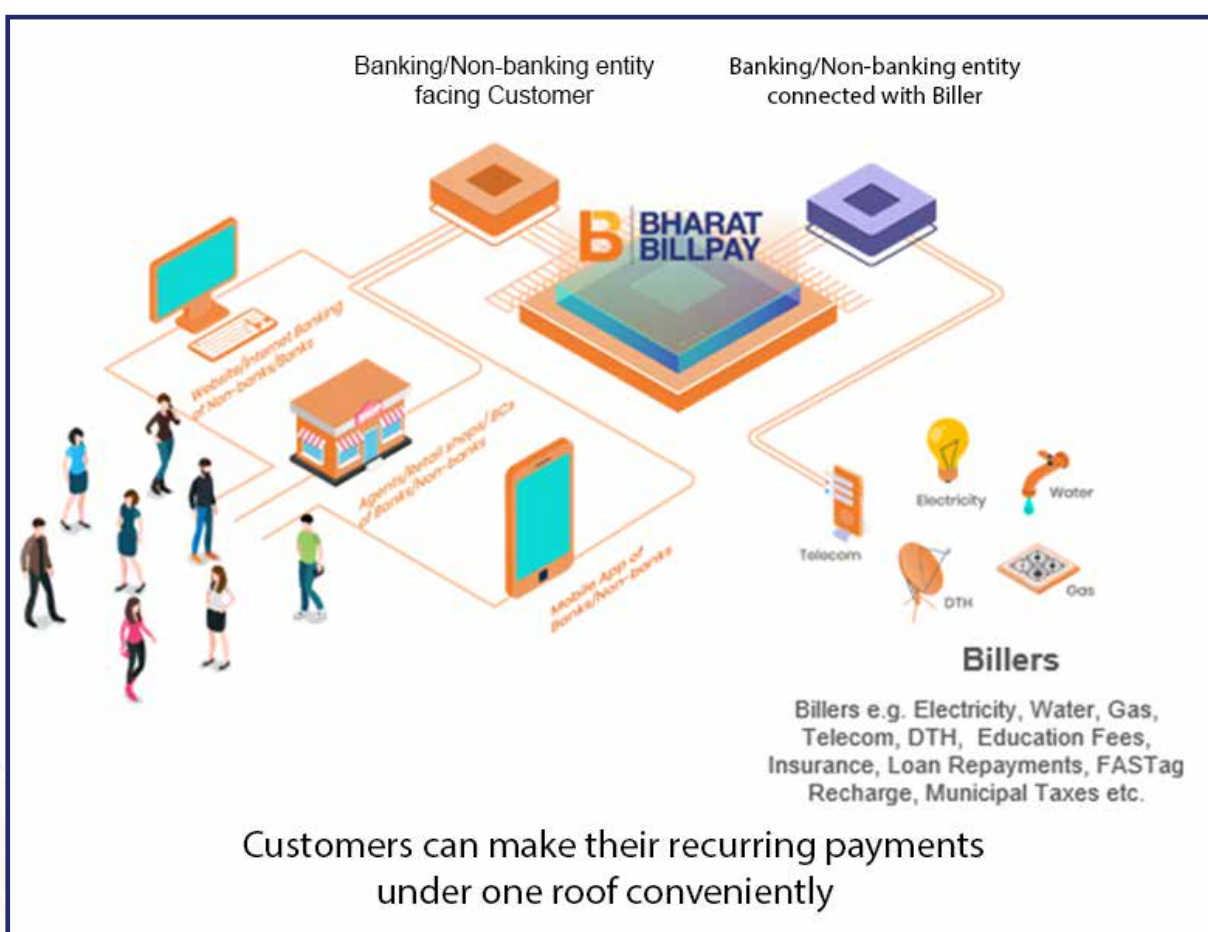 Banking/Non-banking entity
facing Customer
Banking/Non-banking entity
connected with Biller
B BHARAT
BILLPAY
Website/Internet Banking
of Non-banks/Banks
Agents/Retail shops/ BCs
of Banks/Non-banks
Mobile App of
Banks/Non-banks
Electricity
Water
Telecom
DTH
Gas
Billers
Billers e.g. Electricity, Water, Gas,
Telecom, DTH, Education Fees,
Insurance, Loan Repayments, FASTag
Recharge, Municipal Taxes etc.
Customers can make their recurring payments
under one roof conveniently